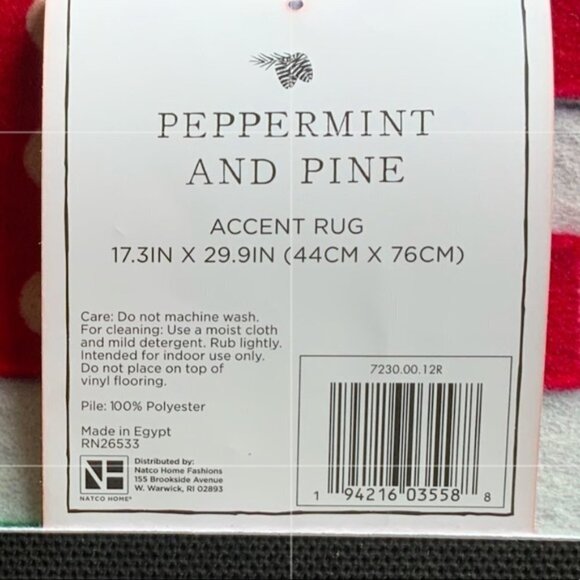 PEPPERMINT
AND PINE
ACCENT RUG
17.3IN X 29.9IN (44CM X 76CM)
Care: Do not machine wash.
For cleaning: Use a moist cloth
and mild detergent. Rub lightly.
Intended for indoor use only.
Do not place on top of
vinyl flooring.
Pile: 100% Polyester
Made in Egypt
RN26533
NH
NATCO HOME®
Distributed by:
Natco Home Fashions
155 Brookside Avenue
W. Warwick, RI 02893
7230.00.12R
1 94216 03558 8